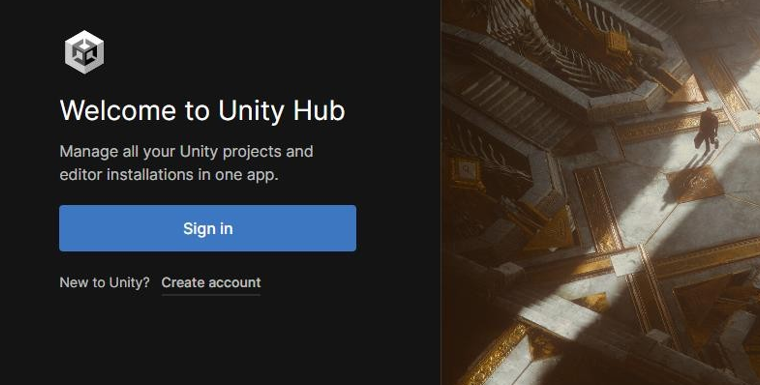 Welcome to Unity Hub
Manage all your Unity projects and
editor installations in one app.
Sign in
New to Unity? Create account